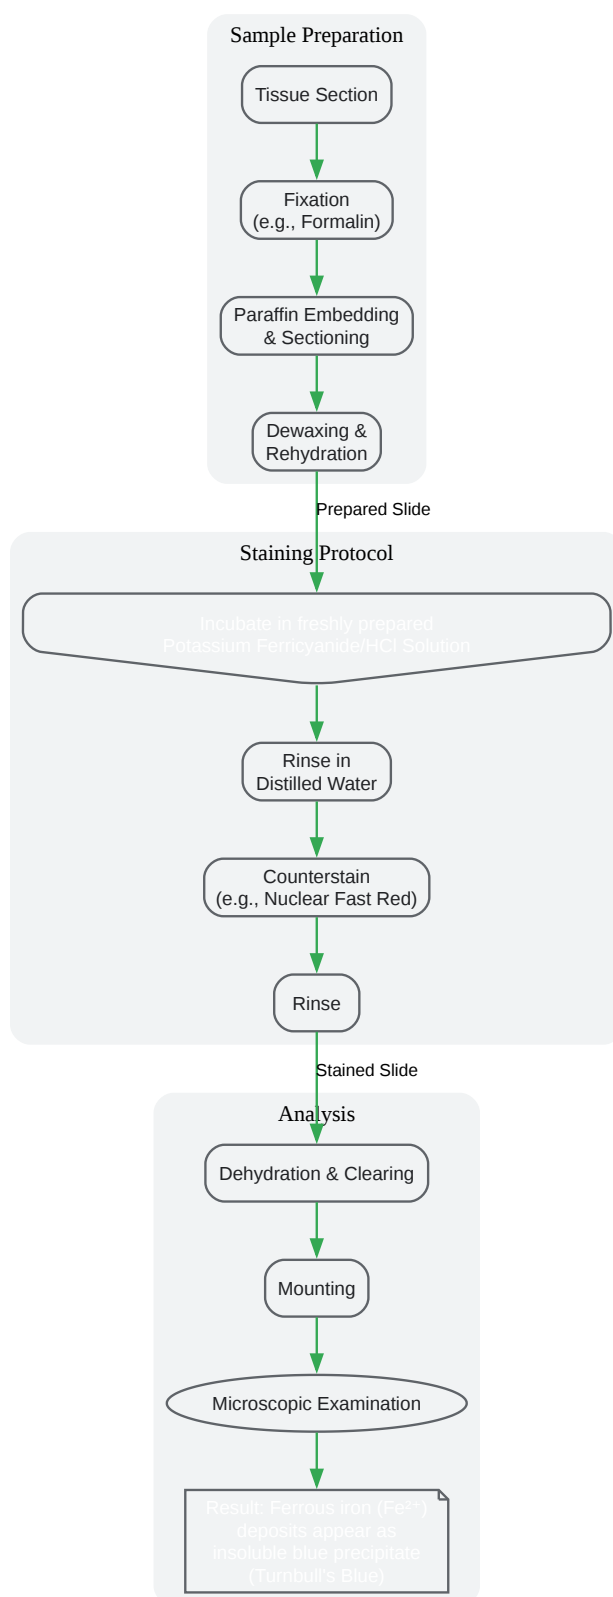 Sample Preparation
Tissue Section
Fixation
(e.g., Formalin)
Paraffin Embedding
& Sectioning
Dewaxing &
Rehydration
Prepared Slide
Staining Protocol
Incubate in freshly prepared
Potassium Ferricyanide/HCl Solution
Rinse in
Distilled Water
Counterstain
(e.g., Nuclear Fast Red)
Rinse
Stained Slide
Analysis
Dehydration & Clearing
Mounting
Microscopic Examination
Result: Ferrous iron (Fe²⁺)
deposits appear as
insoluble blue precipitate
(Turnbull's Blue)